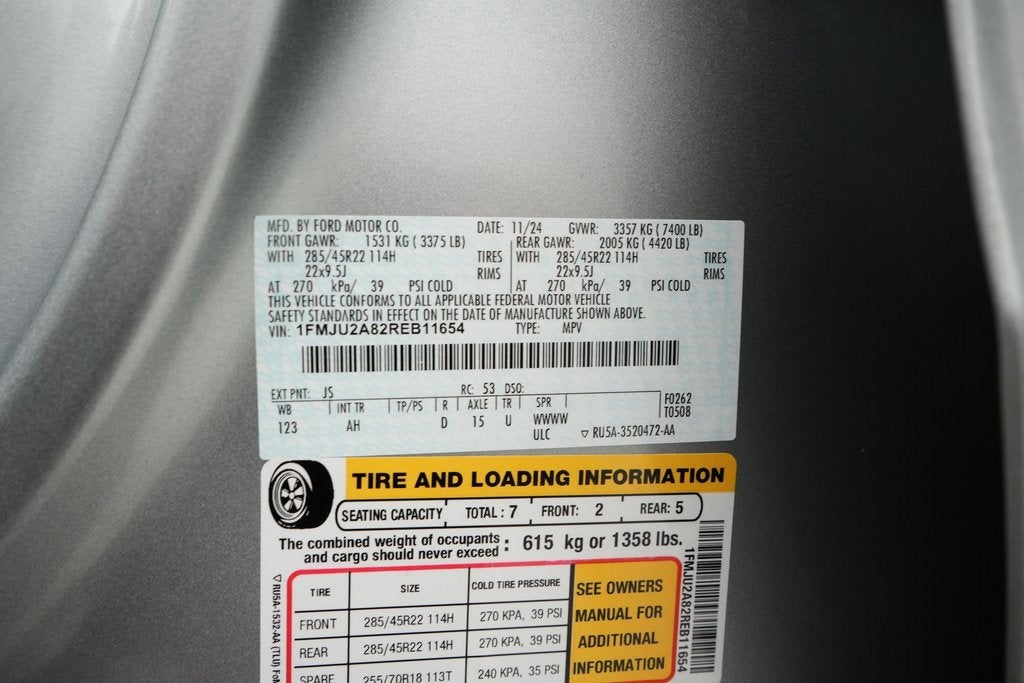 MFD. BY FORD MOTOR CO. DATE: 11/24 GVWR: 3357 KG ( 7400 LB)
FRONT GAWR: 1531 KG ( 3375 LB) REAR GAWR: 2005 KG ( 4420 LB)
WITH 285/45R22 114H TIRES WITH 285/45R22 114H TIRES
22x9.5J RIMS 22x9.5J RIMS
AT 270 kPa/ 39 PSI COLD AT 270 kPa/ 39 PSI COLD
THIS VEHICLE CONFORMS TO ALL APPLICABLE FEDERAL MOTOR VEHICLE
SAFETY STANDARDS IN EFFECT ON THE DATE OF MANUFACTURE SHOWN ABOVE.
VIN: 1FMJU2A82REB11654 TYPE: MPV
EXT PNT: JS RC: 53 DSO:
WB INT TR TP/PS R AXLE TR SPR F0262
123 AH D 15 U WWWW T0508
ULC ▽ RU5A-3520472-AA
TIRE AND LOADING INFORMATION
SEATING CAPACITY TOTAL : 7 FRONT: 2 REAR: 5
The combined weight of occupants
and cargo should never exceed : 615 kg or 1358 lbs.
TIRE SIZE COLD TIRE PRESSURE
FRONT 285/45R22 114H 270 KPA, 39 PSI
REAR 285/45R22 114H 270 KPA, 39 PSI
SPARE 255/70R18 113T 240 KPA, 35 PSI
SEE OWNERS
MANUAL FOR
ADDITIONAL
INFORMATION
1FMJU2A82REB11654
▽ RU5A-1532-AA (TLU)